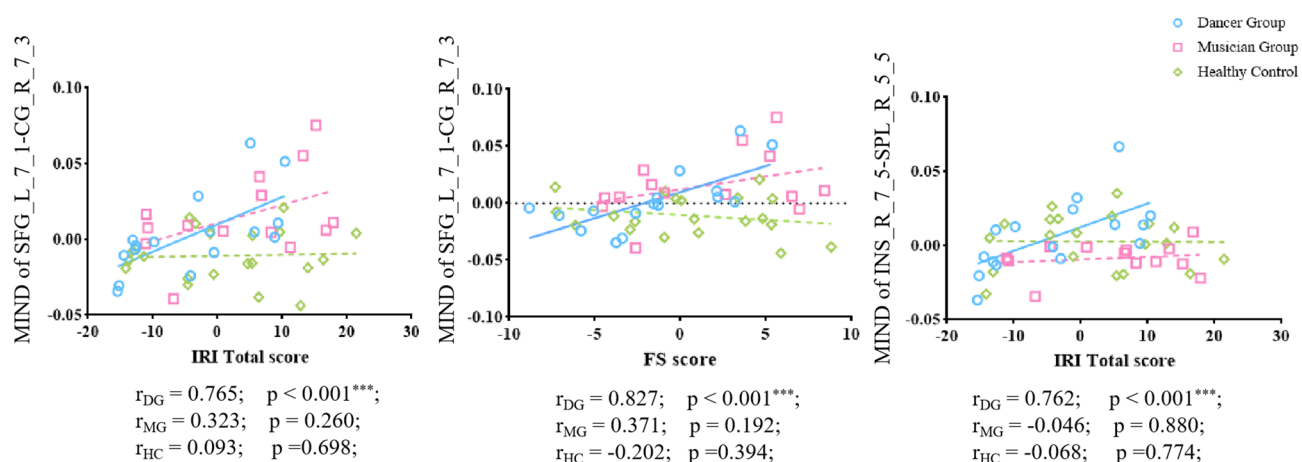 Dancer Group
Musician Group
Healthy Control
MIND of SFG_L_7_1-CG_R_7_3
0.10
0.05
0.00
-0.05
-20
-10
0
10
20
30
IRI Total score
r_DG = 0.765; p < 0.001***;
r_MG = 0.323; p = 0.260;
r_HC = 0.093; p =0.698;
MIND of SFG_L_7_1-CG_R_7_3
0.10
0.05
0.00
-0.05
-0.10
-10
-5
0
5
10
FS score
r_DG = 0.827; p < 0.001***;
r_MG = 0.371; p = 0.192;
r_HC = -0.202; p =0.394;
MIND of INS_R_7_5-SPL_R_5_5
0.10
0.05
0.00
-0.05
-20
-10
0
10
20
30
IRI Total score
r_DG = 0.762; p < 0.001***;
r_MG = -0.046; p = 0.880;
r_HC = -0.068; p = 0.774;